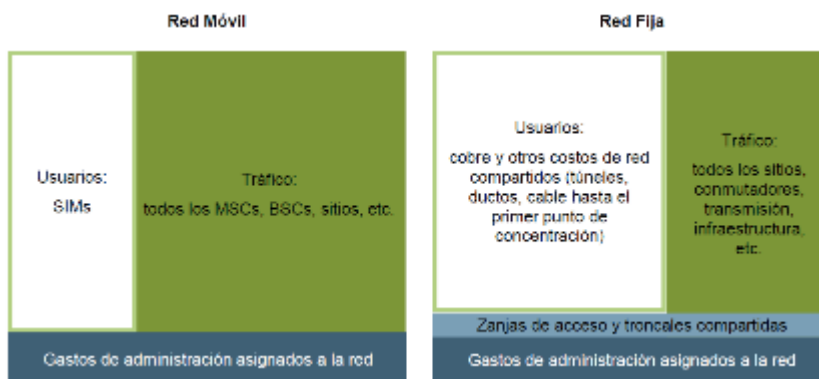 Red Móvil
Usuarios:
SIMs
Tráfico:
todos los MSCs, BSCs, sitios, etc.
Gastos de administración asignados a la red
Red Fija
Usuarios:
cobre y otros costos de red
compartidos (túneles,
ductos, cable hasta el
primer punto de
concentración)
Tráfico:
todos los sitios,
conmutadores,
transmisión,
infraestructura,
etc.
Zanjas de acceso y troncales compartidas
Gastos de administración asignados a la red